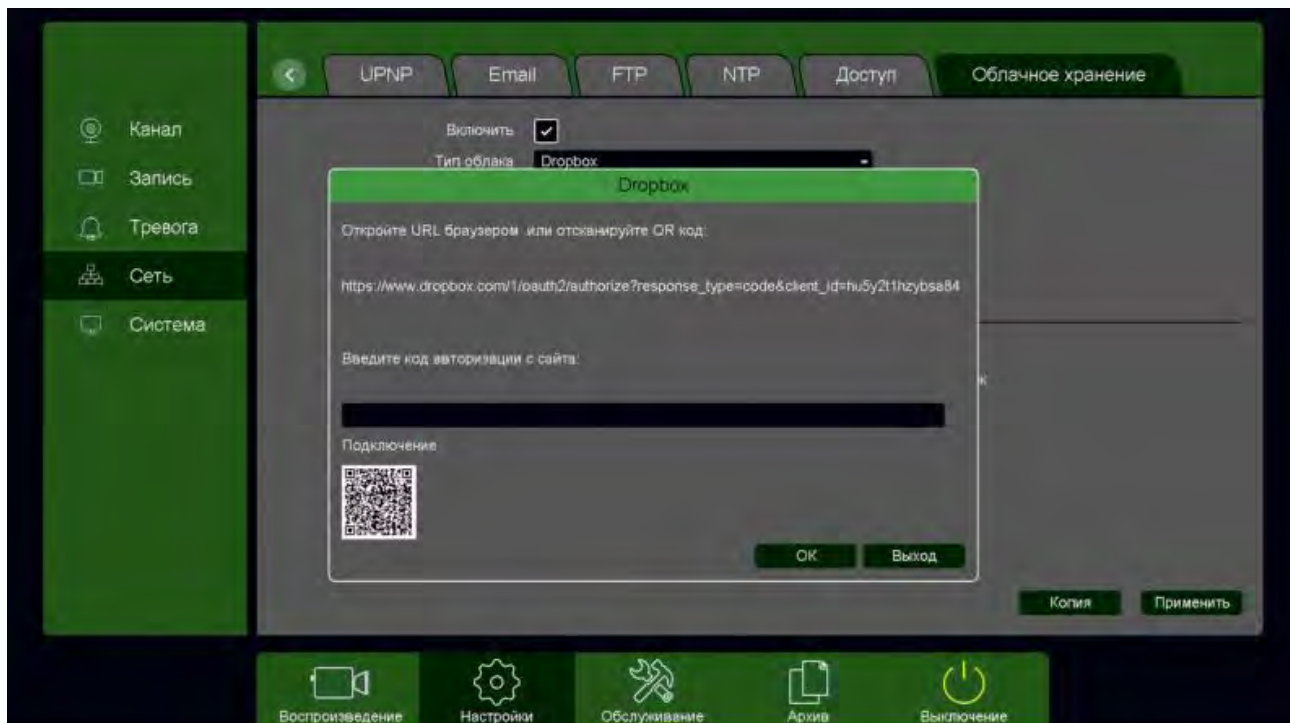 UPNP Email FTP NTP Доступ Облачное хранение
Канал
Запись
Тревога
Сеть
Система
Включить
Тип облака Dropbox
Dropbox
Откройте URL браузером или отсканируйте QR код:
https://www.dropbox.com/1/oauth2/authorize?response_type=code&client_id=hu5y2t1hzybsa84
Введите код авторизации с сайта:
Подключение
OK Выход
Копия Применить
Воспроизведение Настройки Обслуживание Архив Выключение